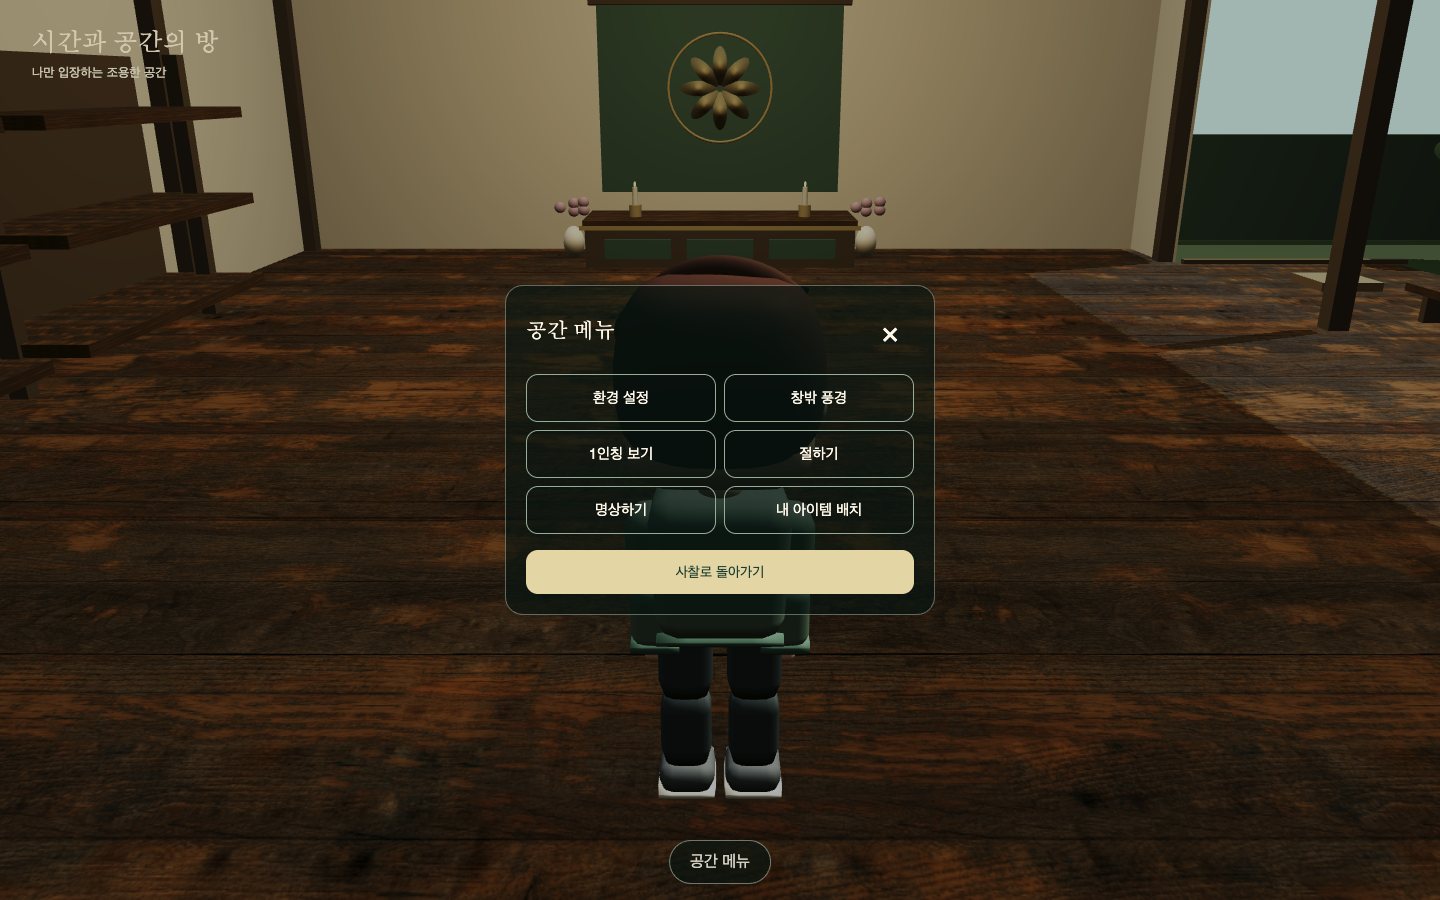 시간과 공간의 방
나만 입장하는 조용한 공간
공간 메뉴
×
환경 설정
창밖 풍경
1인칭 보기
절하기
명상하기
내 아이템 배치
사찰로 돌아가기
공간 메뉴